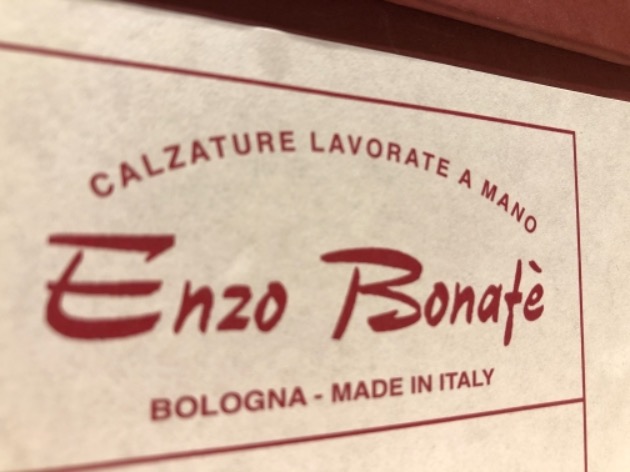 CALZATURE LAVORATE A MANO
Enzo Bonafè
BOLOGNA - MADE IN ITALY